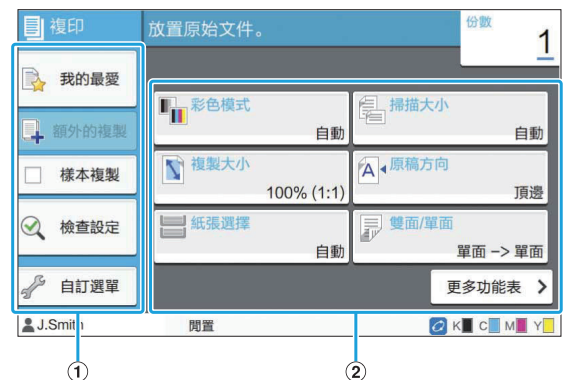 複印
放置原始文件。
份數
1
我的最愛
額外的複製
樣本複製
檢查設定
自訂選單
彩色模式
自動
掃描大小
自動
複製大小
100% (1:1)
原稿方向
頂邊
紙張選擇
自動
雙面/單面
單面 -> 單面
更多功能表
J.Smith
閒置
K C M Y
① ②